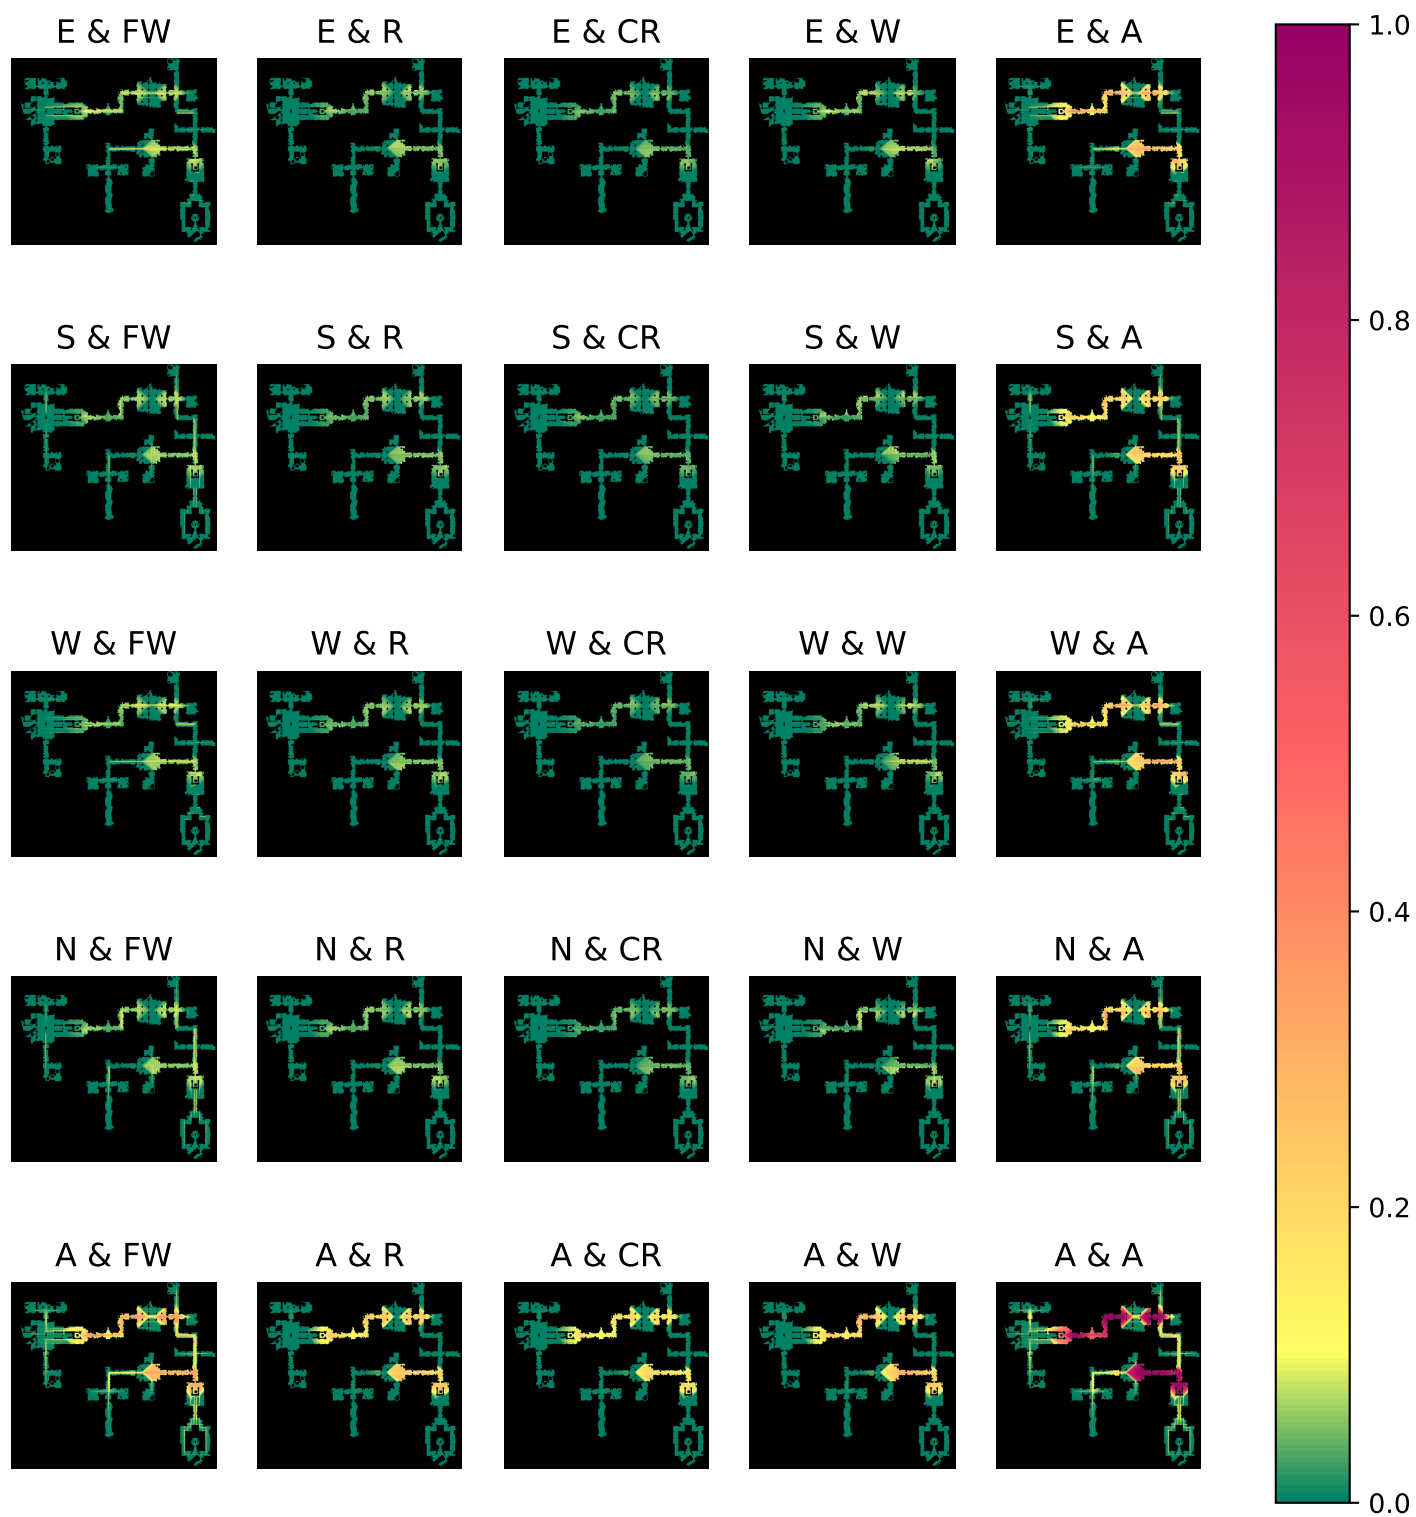 E & FW E & R E & CR E & W E & A
S & FW S & R S & CR S & W S & A
W & FW W & R W & CR W & W W & A
N & FW N & R N & CR N & W N & A
A & FW A & R A & CR A & W A & A
1.0
0.8
0.6
0.4
0.2
0.0